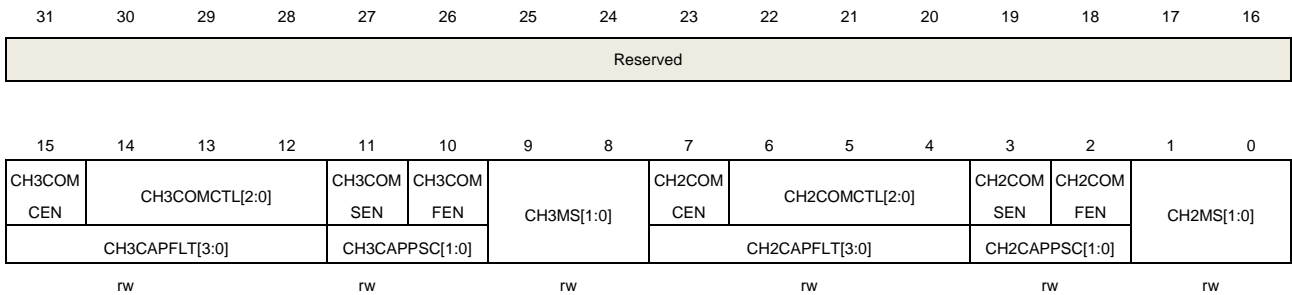 31 30 29 28 27 26 25 24 23 22 21 20 19 18 17 16
Reserved
15 14 13 12 11 10 9 8 7 6 5 4 3 2 1 0
CH3COM CEN CH3COMCTL[2:0] CH3COM SEN CH3COM FEN CH3MS[1:0] CH2COM CEN CH2COMCTL[2:0] CH2COM SEN CH2COM FEN CH2MS[1:0]
CH3CAPFLT[3:0] CH3CAPPSC[1:0] CH2CAPFLT[3:0] CH2CAPPSC[1:0]
rw rw rw rw rw rw